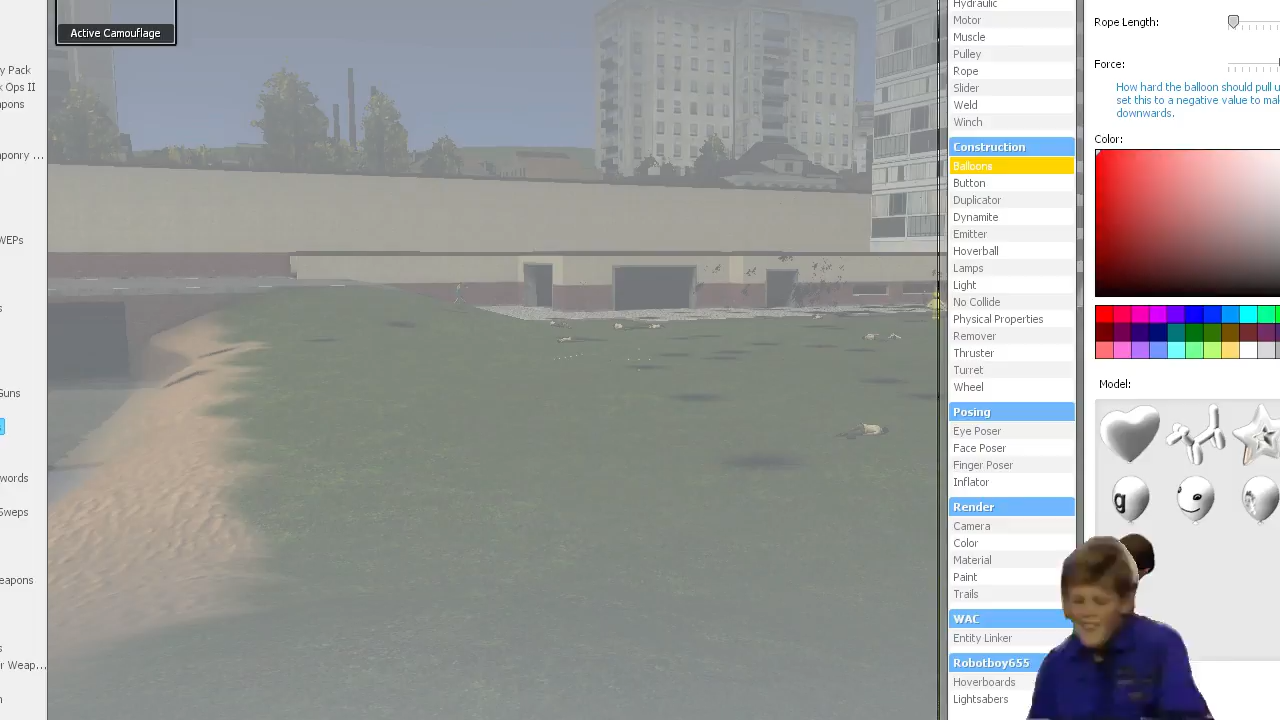 Active Camouflage
y Pack
k Ops II
apons
aponry ...
WEPs
s
Guns
words
Sweps
eapons
s
r Weap...
n
Hydraulic
Motor
Muscle
Pulley
Rope
Slider
Weld
Winch
Construction
Balloons
Button
Duplicator
Dynamite
Emitter
Hoverball
Lamps
Light
No Collide
Physical Properties
Remover
Thruster
Turret
Wheel
Posing
Eye Poser
Face Poser
Finger Poser
Inflator
Render
Camera
Color
Material
Paint
Trails
WAC
Entity Linker
Robotboy655
Hoverboards
Lightsabers
Rope Length:
Force:
How hard the balloon should pull u
set this to a negative value to mak
downwards.
Color:
Model:
g